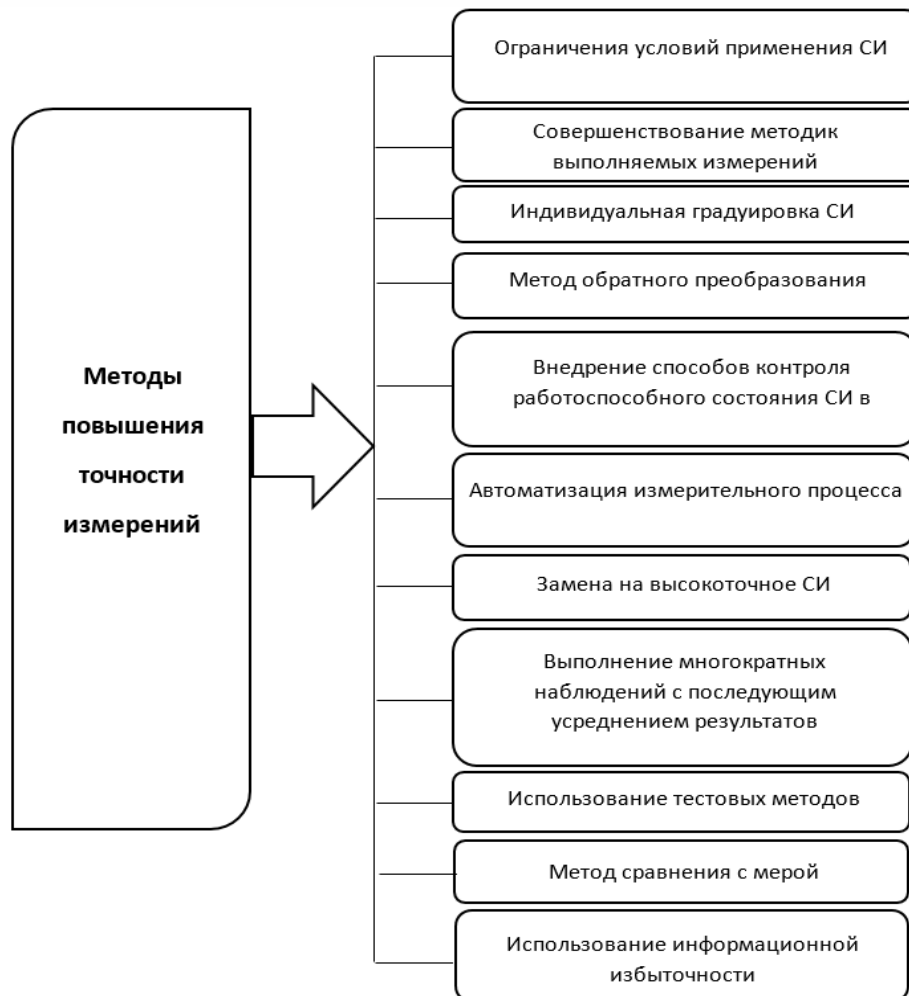 Методы
повышения
точности
измерений
Ограничения условий применения СИ
Совершенствование методик
выполняемых измерений
Индивидуальная градуировка СИ
Метод обратного преобразования
Внедрение способов контроля
работоспособного состояния СИ в
Автоматизация измерительного процесса
Замена на высокоточное СИ
Выполнение многократных
наблюдений с последующим
усреднением результатов
Использование тестовых методов
Метод сравнения с мерой
Использование информационной
избыточности